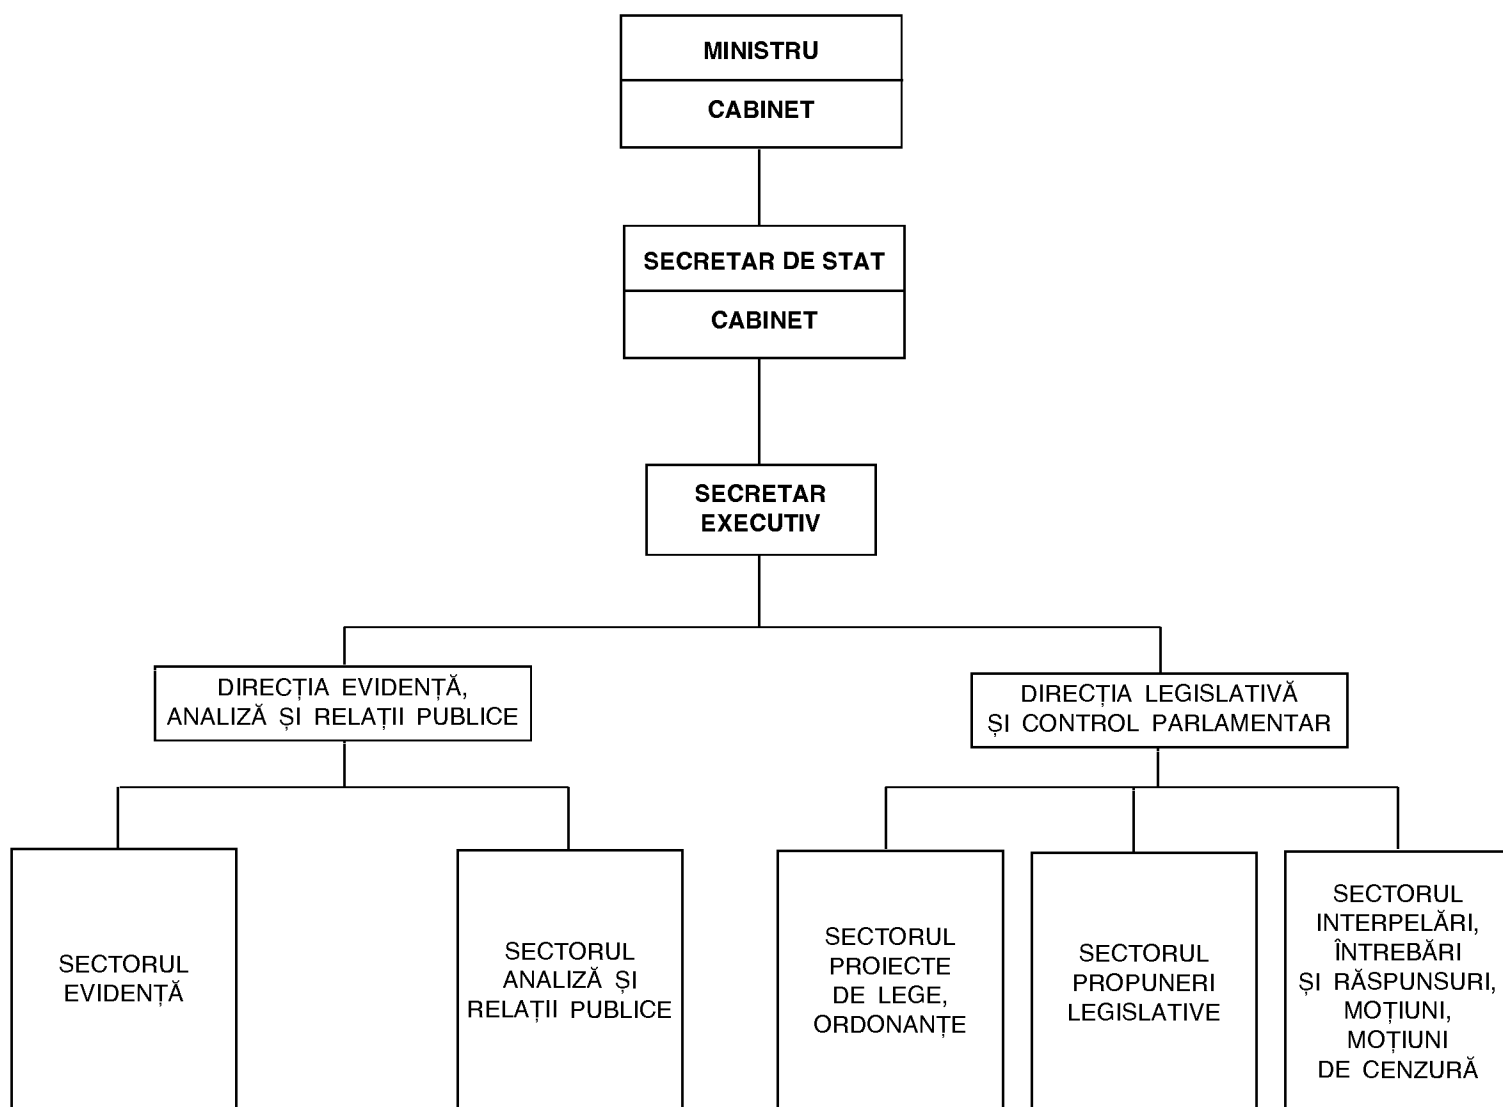 MINISTRU
CABINET
SECRETAR DE STAT
CABINET
SECRETAR
EXECUTIV
DIRECȚIA EVIDENȚĂ,
ANALIZĂ ȘI RELAȚII PUBLICE
DIRECȚIA LEGISLATIVĂ
ȘI CONTROL PARLAMENTAR
SECTORUL
EVIDENȚĂ
SECTORUL
ANALIZĂ ȘI
RELAȚII PUBLICE
SECTORUL
PROIECTE
DE LEGE,
ORDONANȚE
SECTORUL
PROPUNERI
LEGISLATIVE
SECTORUL
INTERPELĂRI,
ÎNTREBĂRI
ȘI RĂSPUNSURI,
MOȚIUNI,
MOȚIUNI
DE CENZURĂ